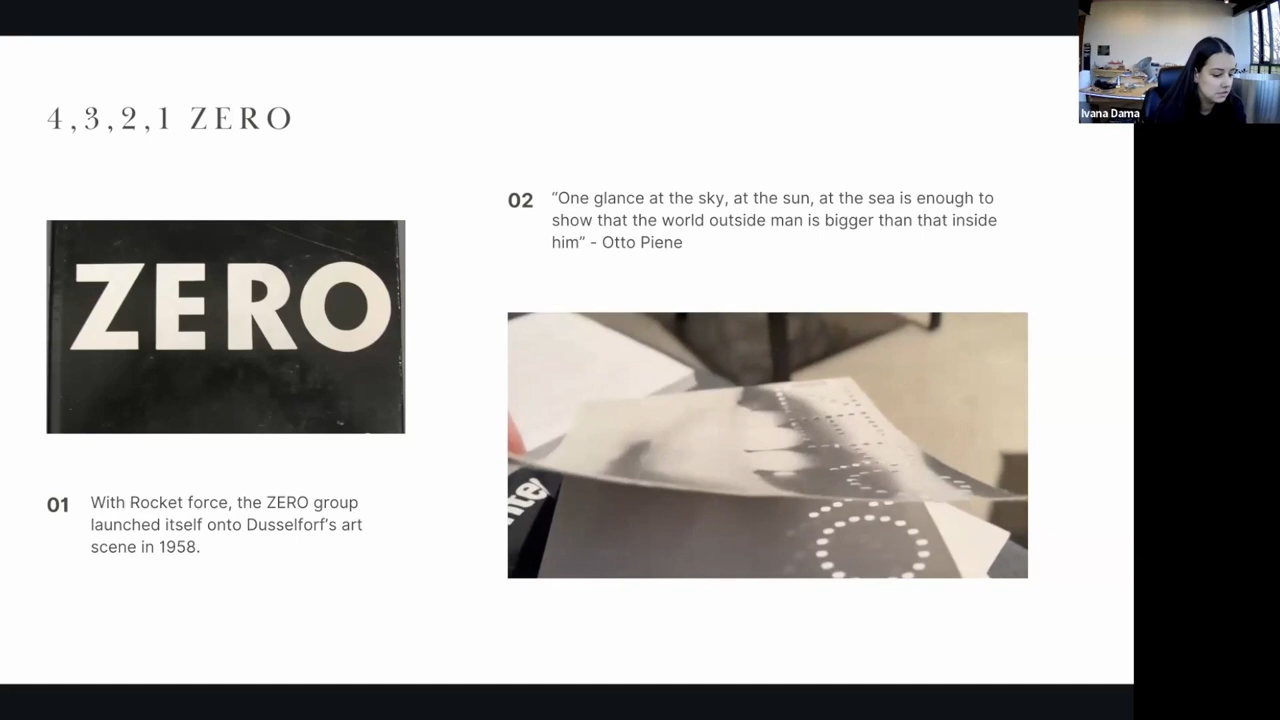 4,3,2,1 ZERO
ZERO
01 With Rocket force, the ZERO group
launched itself onto Dusselforf's art
scene in 1958.
02 “One glance at the sky, at the sun, at the sea is enough to
show that the world outside man is bigger than that inside
him” - Otto Piene
Ivana Dama